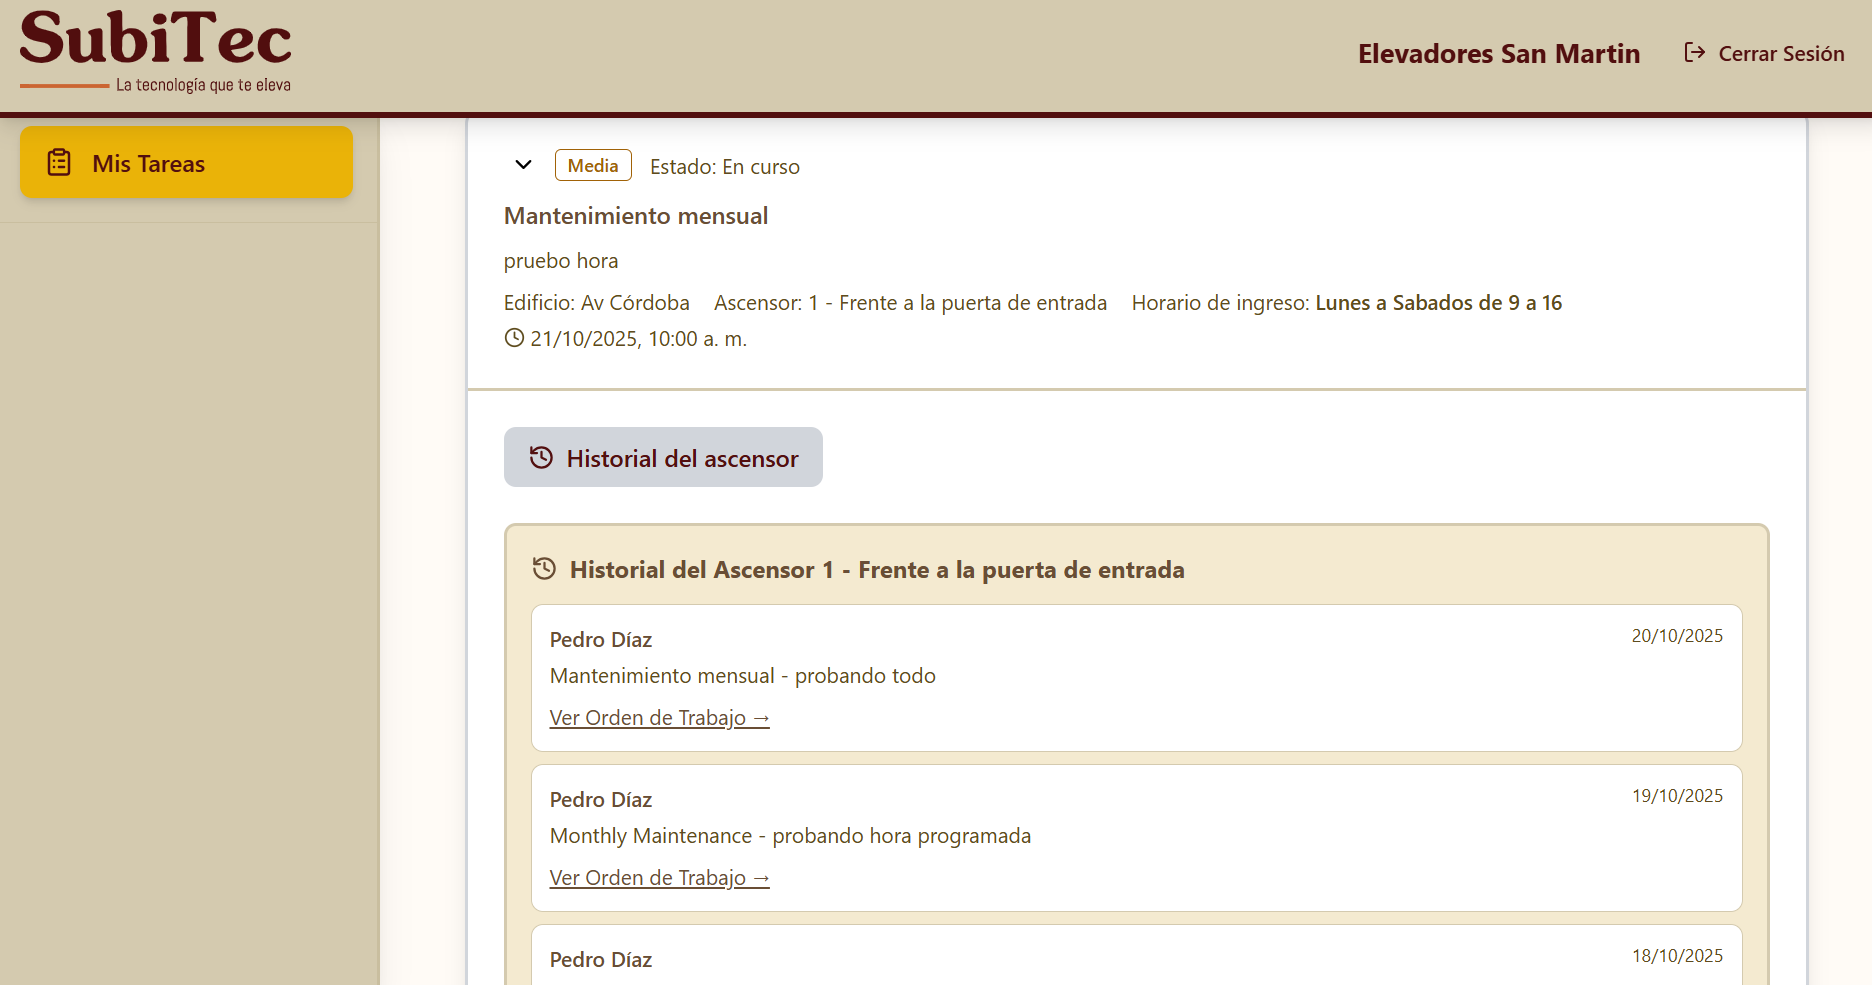 SubiTec
La tecnología que te eleva
Elevadores San Martin
Cerrar Sesión
Mis Tareas
Media
Estado: En curso
Mantenimiento mensual
pruebo hora
Edificio: Av Córdoba Ascensor: 1 - Frente a la puerta de entrada Horario de ingreso: Lunes a Sabados de 9 a 16
21/10/2025, 10:00 a. m.
Historial del ascensor
Historial del Ascensor 1 - Frente a la puerta de entrada
Pedro Díaz
20/10/2025
Mantenimiento mensual - probando todo
Ver Orden de Trabajo →
Pedro Díaz
19/10/2025
Monthly Maintenance - probando hora programada
Ver Orden de Trabajo →
Pedro Díaz
18/10/2025